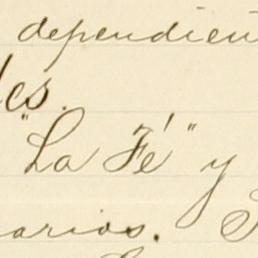 dependien
les.
"La Fé" y
arios.